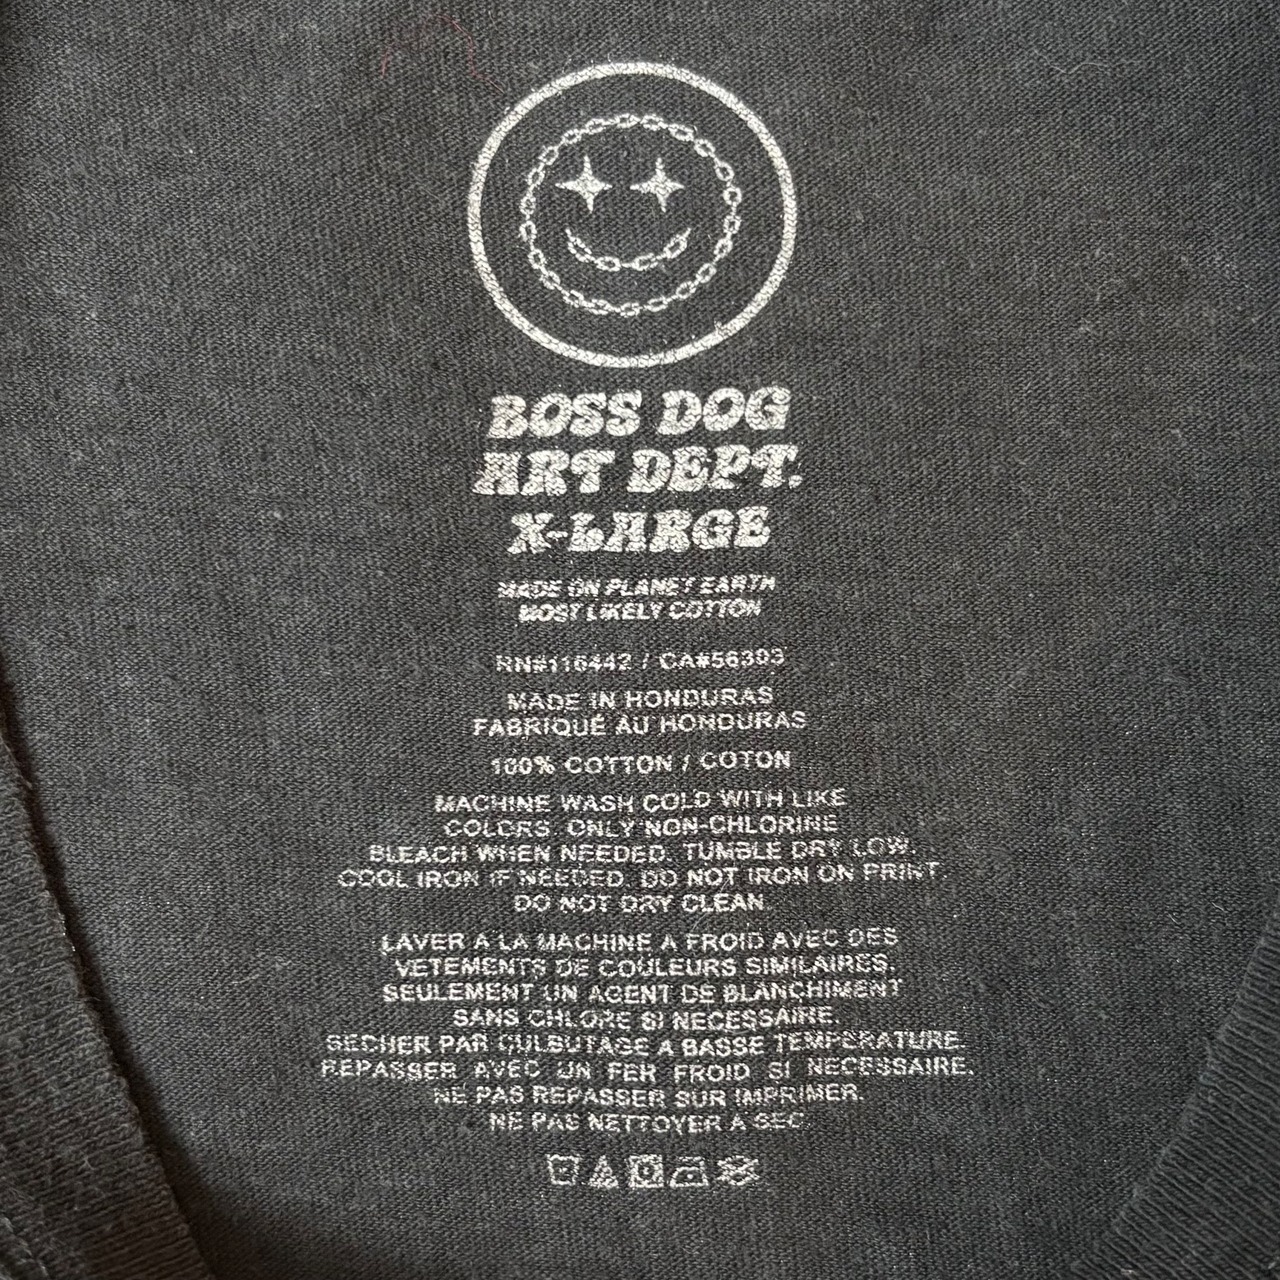 BOSS DOG
ART DEPT.
X-LARGE
MADE ON PLANET EARTH
MOST LIKELY COTTON
RN#116442 / CA#56303
MADE IN HONDURAS
FABRIQUÉ AU HONDURAS
100% COTTON / COTON
MACHINE WASH COLD WITH LIKE
COLORS. ONLY NON-CHLORINE
BLEACH WHEN NEEDED. TUMBLE DRY LOW.
COOL IRON IF NEEDED. DO NOT IRON ON PRINT.
DO NOT DRY CLEAN.
LAVER A LA MACHINE A FROID AVEC DES
VETEMENTS DE COULEURS SIMILAIRES.
SEULEMENT UN AGENT DE BLANCHIMENT
SANS CHLORE SI NECESSAIRE.
SECHER PAR CULBUTAGE A BASSE TEMPERATURE.
REPASSER AVEC UN FER FROID SI NECESSAIRE.
NE PAS REPASSER SUR IMPRIMER.
NE PAS NETTOYER A SEC